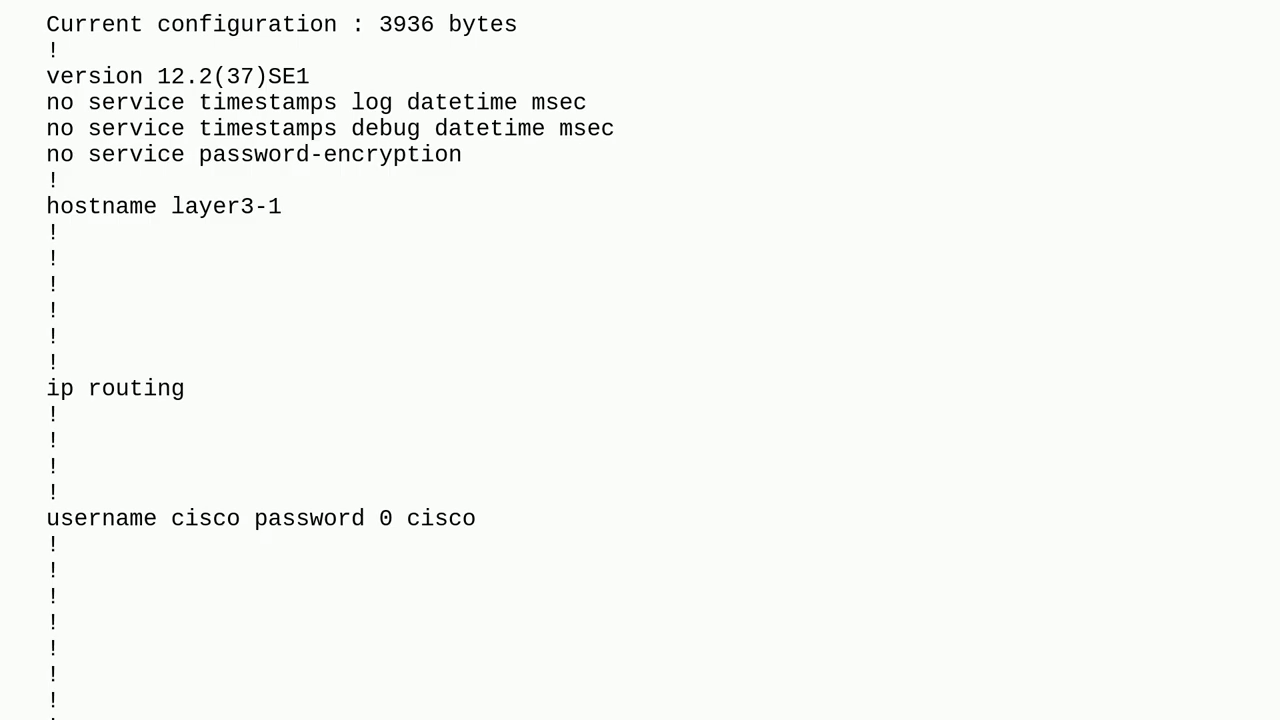 Current configuration : 3936 bytes
!
version 12.2(37)SE1
no service timestamps log datetime msec
no service timestamps debug datetime msec
no service password-encryption
!
hostname layer3-1
!
!
!
!
!
!
ip routing
!
!
!
!
username cisco password 0 cisco
!
!
!
!
!
!
!
!